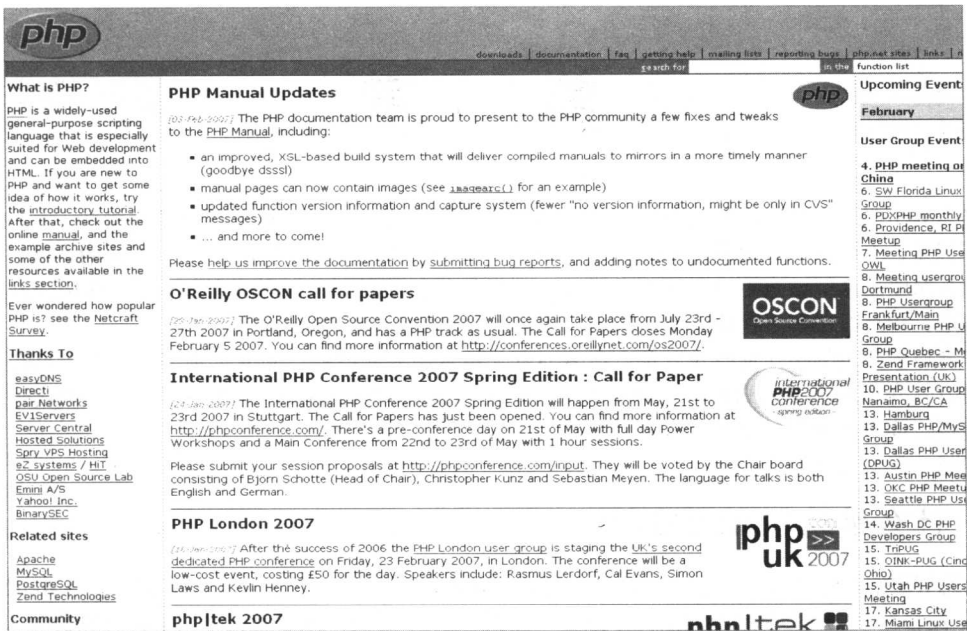 php
downloads | documentation | faq | getting help | mailing lists | reporting bugs | php.net sites | links | n
search for in the function list
What is PHP?
PHP is a widely-used
general-purpose scripting
language that is especially
suited for Web development
and can be embedded into
HTML. If you are new to
PHP and want to get some
idea of how it works, try
the introductory tutorial.
After that, check out the
online manual, and the
example archive sites and
some of the other
resources available in the
links section.
Ever wondered how popular
PHP is? see the Netcraft
Survey.
Thanks To
easyDNS
Directi
pair Networks
EV1Servers
Server Central
Hosted Solutions
Spry VPS Hosting
eZ systems / HiT
OSU Open Source Lab
Emini A/S
Yahoo! Inc.
BinarySEC
Related sites
Apache
MySQL
PostgreSQL
Zend Technologies
Community
PHP Manual Updates
php
[03-Feb-2007] The PHP documentation team is proud to present to the PHP community a few fixes and tweaks
to the PHP Manual, including:
▪ an improved, XSL-based build system that will deliver compiled manuals to mirrors in a more timely manner
(goodbye dsssl)
▪ manual pages can now contain images (see imagearc() for an example)
▪ updated function version information and capture system (fewer "no version information, might be only in CVS"
messages)
▪ ... and more to come!
Please help us improve the documentation by submitting bug reports, and adding notes to undocumented functions.
O'Reilly OSCON call for papers
OSCON
Open Source Convention
The O'Reilly Open Source Convention 2007 will once again take place from July 23rd -
27th 2007 in Portland, Oregon, and has a PHP track as usual. The Call for Papers closes Monday
February 5 2007. You can find more information at http://conferences.oreillynet.com/os2007/.
International PHP Conference 2007 Spring Edition : Call for Paper
international
PHP2007
conference
- spring edition -
[24-Jan-2007] The International PHP Conference 2007 Spring Edition will happen from May, 21st to
23rd 2007 in Stuttgart. The Call for Papers has just been opened. You can find more information at
http://phpconference.com/. There's a pre-conference day on 21st of May with full day Power
Workshops and a Main Conference from 22nd to 23rd of May with 1 hour sessions.
Please submit your session proposals at http://phpconference.com/input. They will be voted by the Chair board
consisting of Bjorn Schotte (Head of Chair), Christopher Kunz and Sebastian Meyen. The language for talks is both
English and German.
PHP London 2007
php >>
uk 2007
After the success of 2006 the PHP London user group is staging the UK's second
dedicated PHP conference on Friday, 23 February 2007, in London. The conference will be a
low-cost event, costing £50 for the day. Speakers include: Rasmus Lerdorf, Cal Evans, Simon
Laws and Kevlin Henney.
php|tek 2007
php|tek
Upcoming Event
February
User Group Event
4. PHP meeting on
China
6. SW Florida Linux
Group
6. PDXPHP monthly
6. Providence, RI P
Meetup
7. Meeting PHP Use
OWL
8. Meeting usergrou
Dortmund
8. PHP Usergroup
Frankfurt/Main
8. Melbourne PHP U
Group
8. PHP Quebec - M
8. Zend Framework
Presentation (UK)
10. PHP User Group
Nanaimo, BC/CA
13. Hamburg
13. Dallas PHP/MyS
Group
13. Dallas PHP User
(DPUG)
13. Austin PHP Mee
13. OKC PHP Meetu
13. Seattle PHP Use
Group
14. Wash DC PHP
Developers Group
15. TriPUG
15. OINK-PUG (Cinc
Ohio)
15. Utah PHP Users
Meeting
17. Kansas City
17. Miami Linux Use